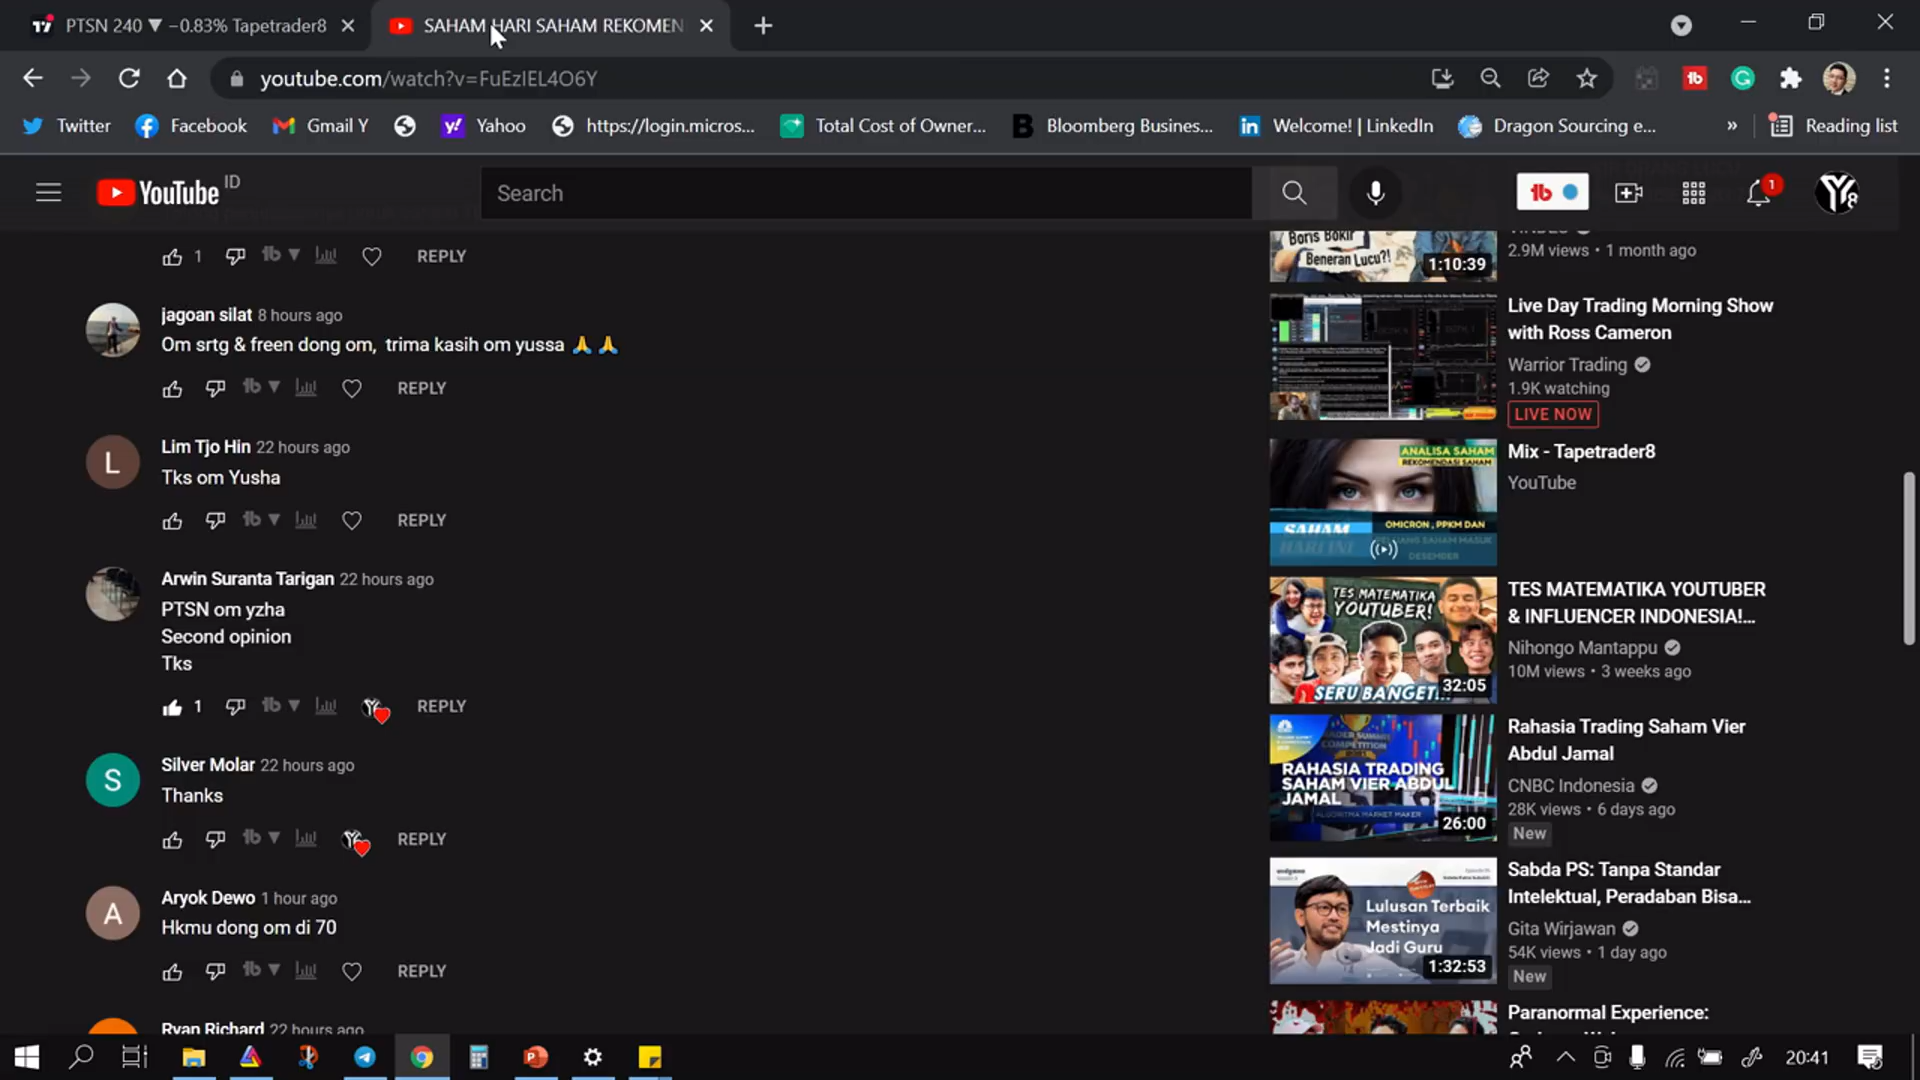 PTSN 240 ▼ −0.83% Tapetrader8
SAHAM HARI SAHAM REKOMEN
youtube.com/watch?v=FuEzIEL4O6Y
Twitter
Facebook
Gmail Y
Yahoo
https://login.micros...
Total Cost of Owner...
Bloomberg Business...
Welcome! | LinkedIn
Dragon Sourcing e...
»
Reading list
YouTube ID
Search
1
1 REPLY
jagoan silat 8 hours ago
Om srtg & freen dong om, trima kasih om yussa 🙏 🙏
REPLY
Lim Tjo Hin 22 hours ago
Tks om Yusha
REPLY
Arwin Suranta Tarigan 22 hours ago
PTSN om yzha
Second opinion
Tks
1 REPLY
Silver Molar 22 hours ago
Thanks
REPLY
Aryok Dewo 1 hour ago
Hkmu dong om di 70
REPLY
Ryan Richard 22 hours ago
Boris Bokir
Beneran Lucu?!
1:10:39
2.9M views • 1 month ago
Live Day Trading Morning Show
with Ross Cameron
Warrior Trading
1.9K watching
LIVE NOW
ANALISA SAHAM
REKOMENDASI SAHAM
SAHAM
HARI INI
OMICRON , PPKM DAN
PELUANG SAHAM MASUK
DESEMBER
Mix - Tapetrader8
YouTube
TES MATEMATIKA
YOUTUBER!
SERU BANGET...
32:05
TES MATEMATIKA YOUTUBER
& INFLUENCER INDONESIA!...
Nihongo Mantappu
10M views • 3 weeks ago
RAHASIA TRADING
SAHAM VIER ABDUL
JAMAL
ALGORITMA MARKET MAKER
26:00
Rahasia Trading Saham Vier
Abdul Jamal
CNBC Indonesia
28K views • 6 days ago
New
endgame
Lulusan Terbaik
Mestinya
Jadi Guru
1:32:53
Sabda PS: Tanpa Standar
Intelektual, Peradaban Bisa...
Gita Wirjawan
54K views • 1 day ago
New
Paranormal Experience:
20:41